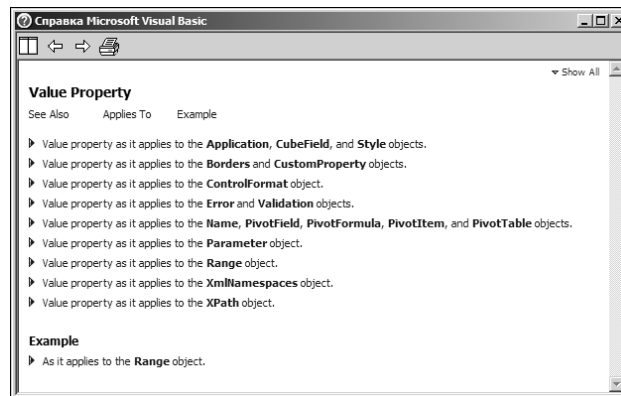 Справка Microsoft Visual Basic
Show All
Value Property
See Also Applies To Example
Value property as it applies to the Application, CubeField, and Style objects.
Value property as it applies to the Borders and CustomProperty objects.
Value property as it applies to the ControlFormat object.
Value property as it applies to the Error and Validation objects.
Value property as it applies to the Name, PivotField, PivotFormula, PivotItem, and PivotTable objects.
Value property as it applies to the Parameter object.
Value property as it applies to the Range object.
Value property as it applies to the XmlNamespaces object.
Value property as it applies to the XPath object.
Example
As it applies to the Range object.